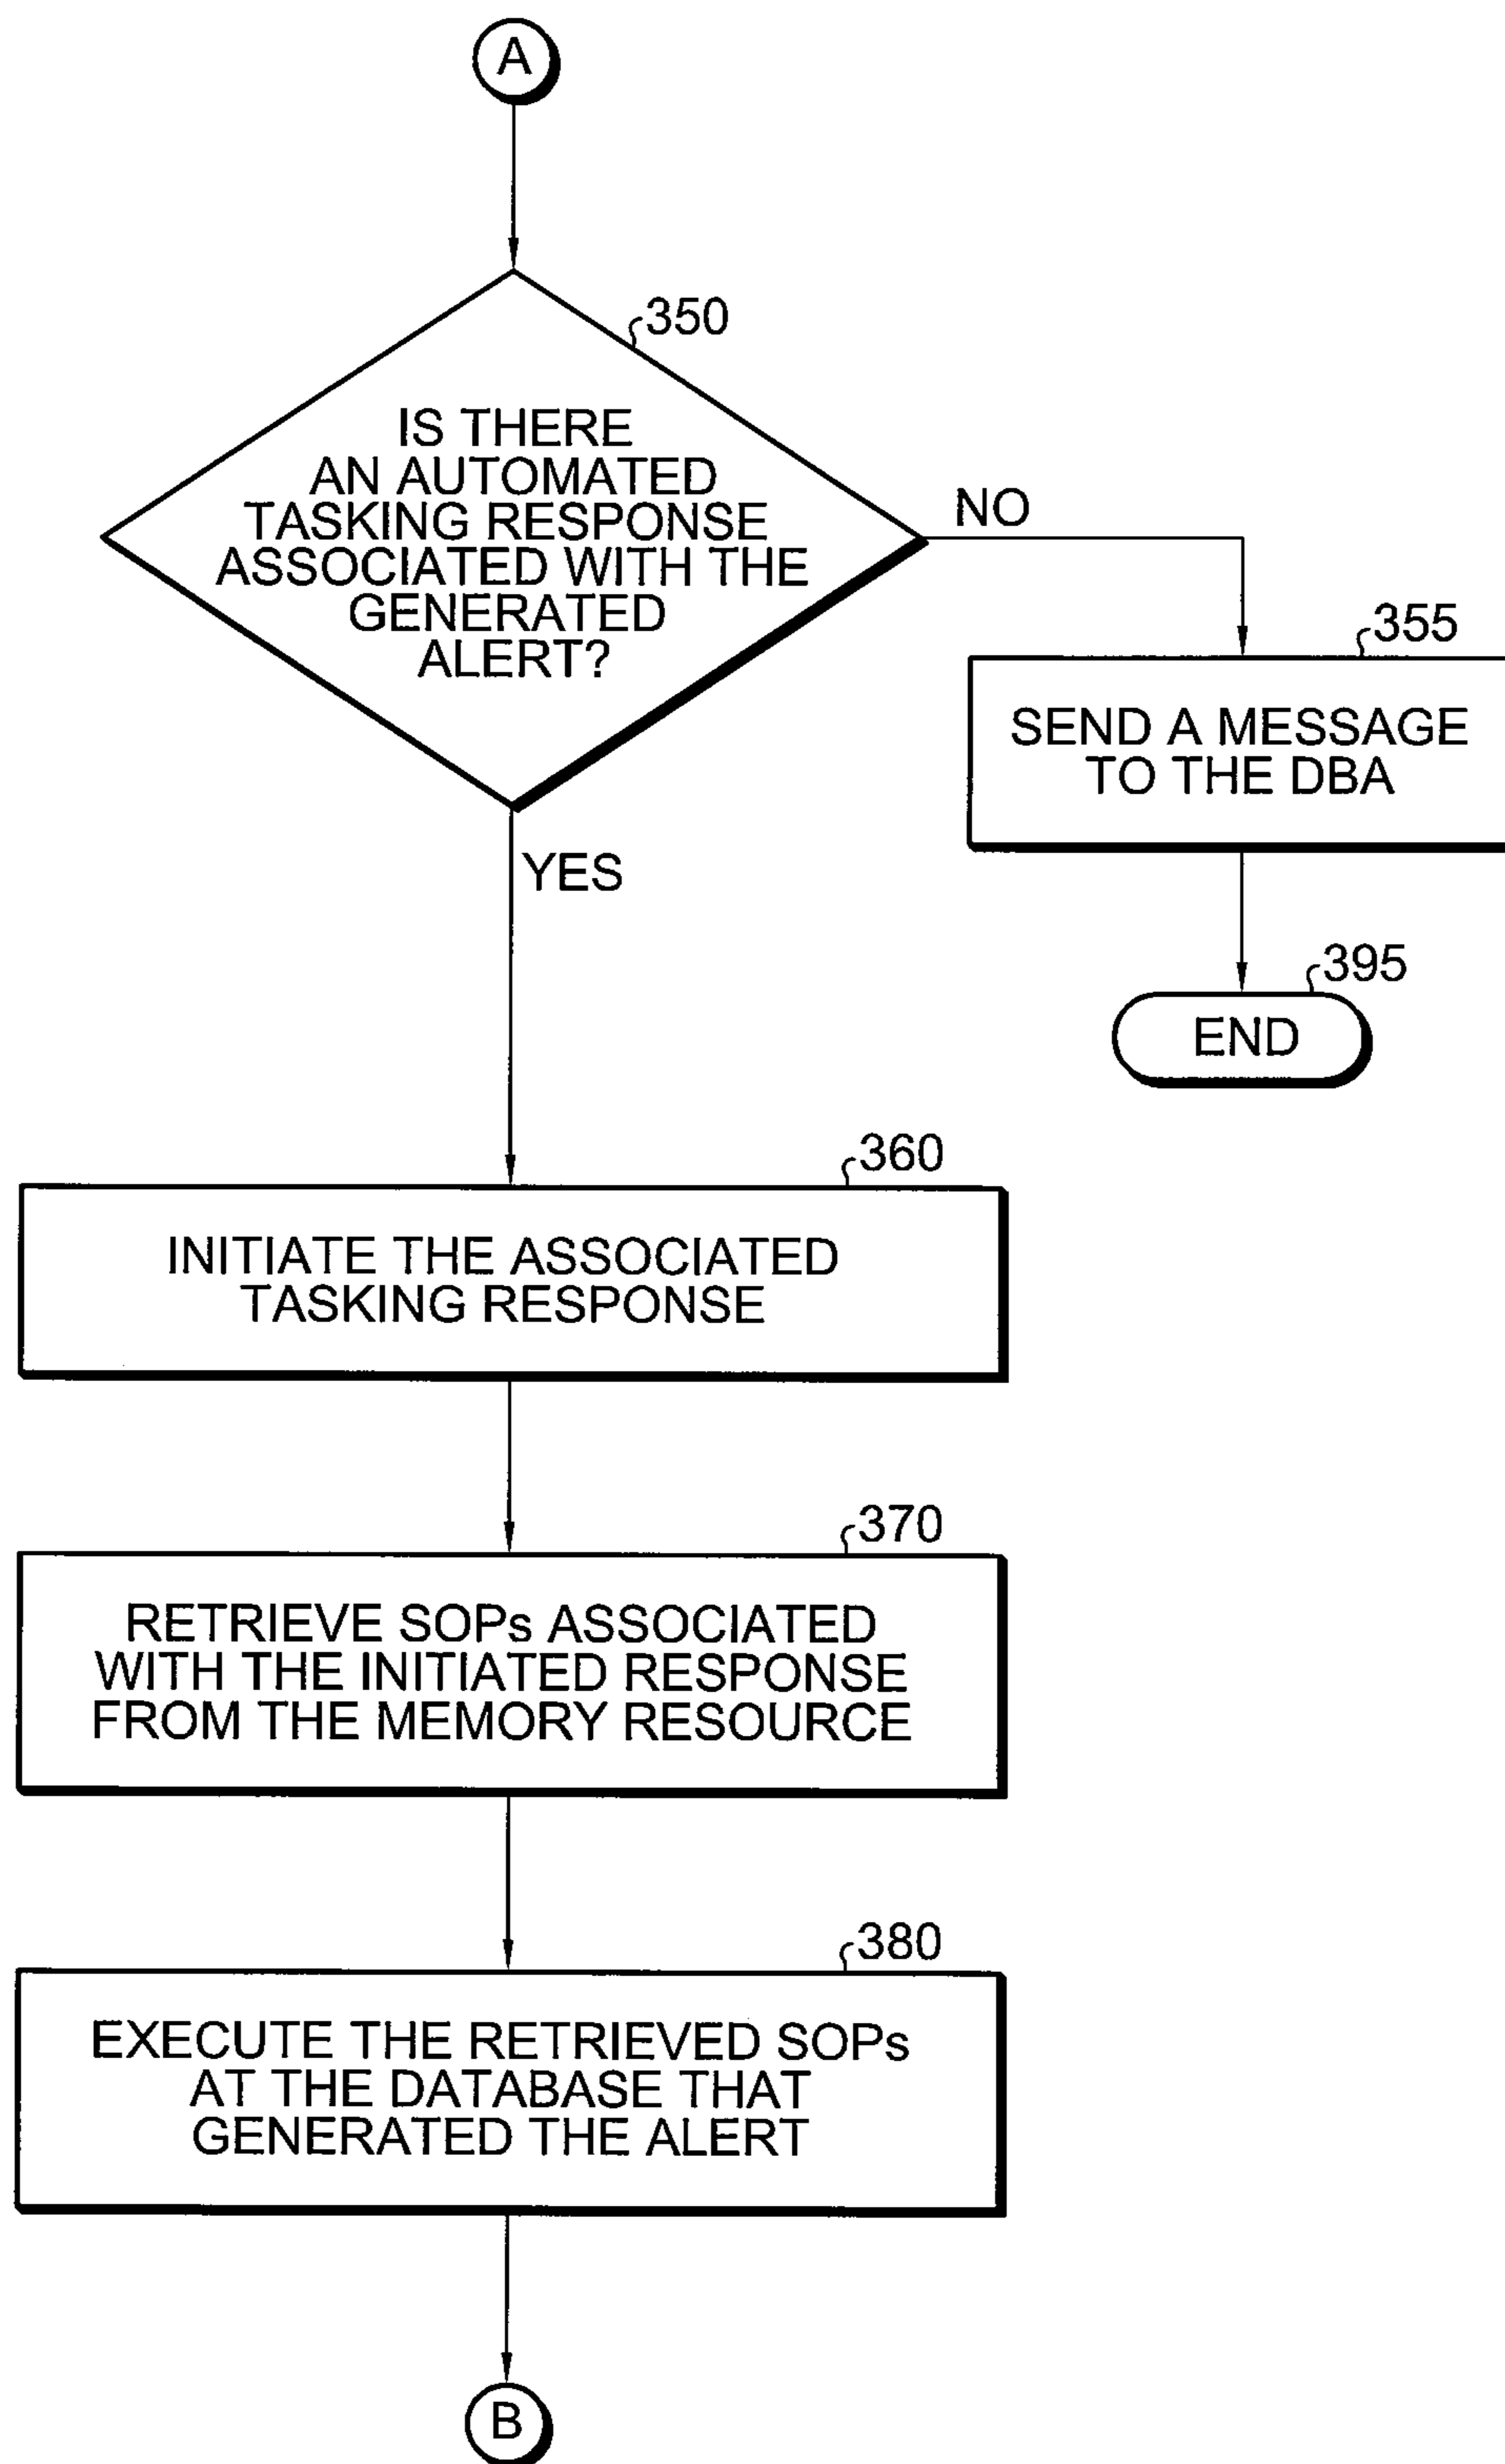 A
350
IS THERE
AN AUTOMATED
TASKING RESPONSE
ASSOCIATED WITH THE
GENERATED
ALERT?
NO
355
SEND A MESSAGE
TO THE DBA
YES
395
END
360
INITIATE THE ASSOCIATED
TASKING RESPONSE
370
RETRIEVE SOPs ASSOCIATED
WITH THE INITIATED RESPONSE
FROM THE MEMORY RESOURCE
380
EXECUTE THE RETRIEVED SOPs
AT THE DATABASE THAT
GENERATED THE ALERT
B